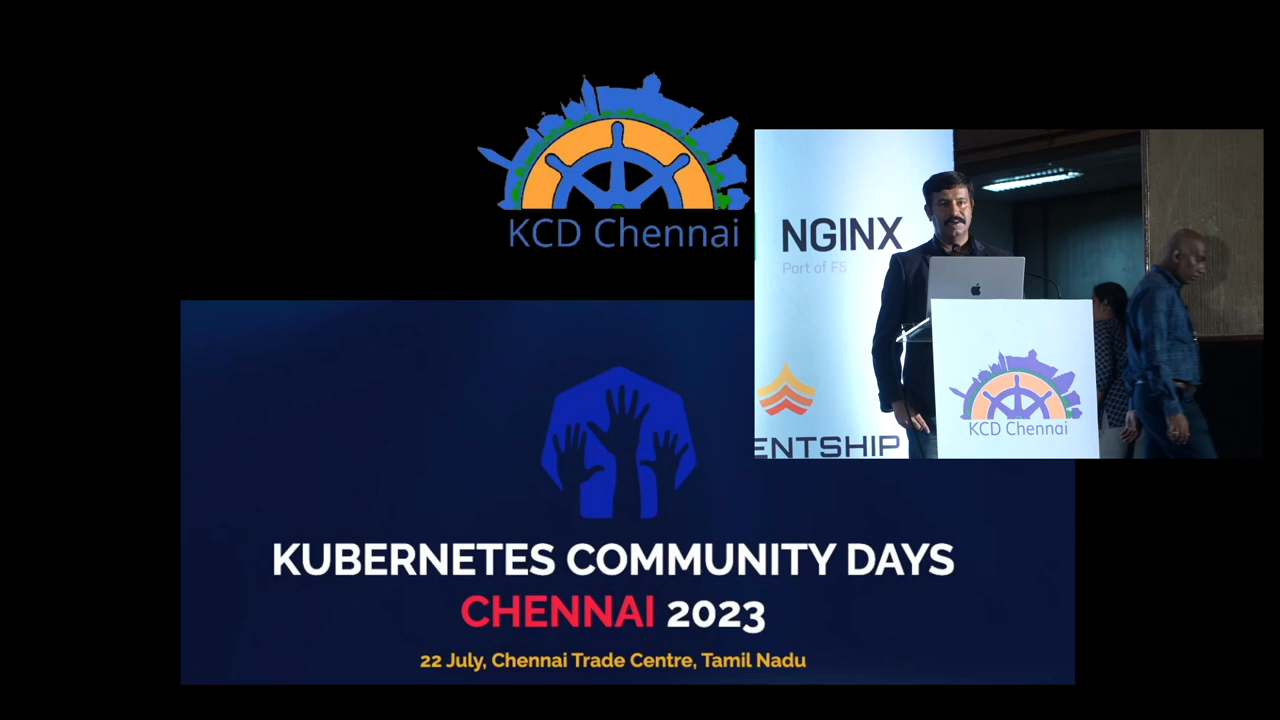 KCD Chennai
NGINX
Part of F5
ENTSHIP
KCD Chennai
KUBERNETES COMMUNITY DAYS
CHENNAI 2023
22 July, Chennai Trade Centre, Tamil Nadu